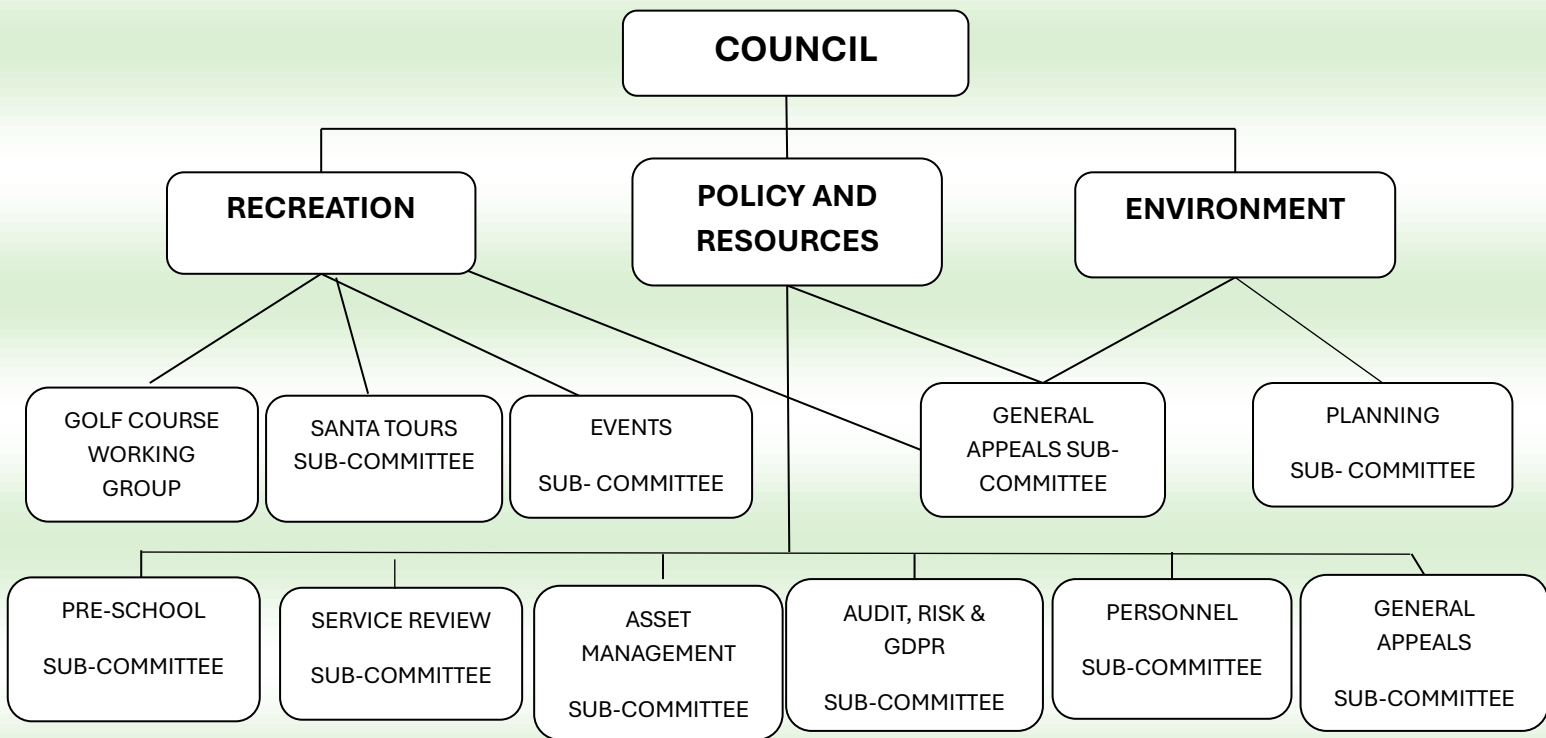 COUNCIL
RECREATION
POLICY AND
RESOURCES
ENVIRONMENT
GOLF COURSE
WORKING
GROUP
SANTA TOURS
SUB-COMMITTEE
EVENTS
SUB- COMMITTEE
GENERAL
APPEALS SUB-
COMMITTEE
PLANNING
SUB- COMMITTEE
PRE-SCHOOL
SUB-COMMITTEE
SERVICE REVIEW
SUB-COMMITTEE
ASSET
MANAGEMENT
SUB-COMMITTEE
AUDIT, RISK &
GDPR
SUB-COMMITTEE
PERSONNEL
SUB-COMMITTEE
GENERAL
APPEALS
SUB-COMMITTEE